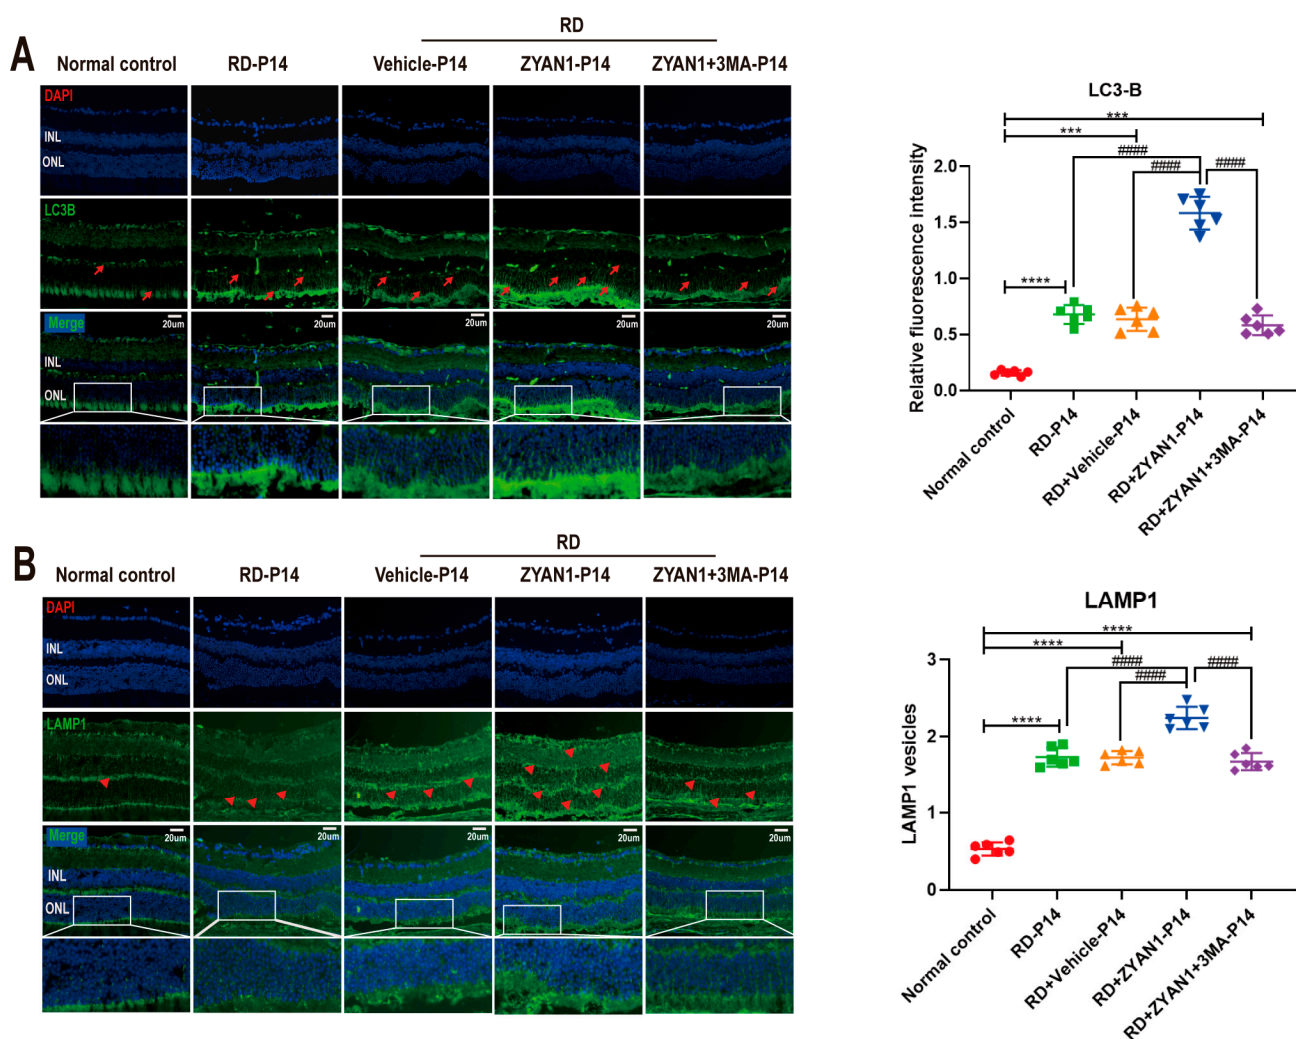 A
RD
Normal control RD-P14 Vehicle-P14 ZYAN1-P14 ZYAN1+3MA-P14
DAPI
INL
ONL
LC3B
Merge 20um 20um 20um 20um 20um
INL
ONL
LC3-B
***
***
####
#### ####
****
Relative fluorescence intensity
2.0
1.5
1.0
0.5
0.0
Normal control
RD-P14
RD+Vehicle-P14
RD+ZYAN1-P14
RD+ZYAN1+3MA-P14
B
RD
Normal control RD-P14 Vehicle-P14 ZYAN1-P14 ZYAN1+3MA-P14
DAPI
INL
ONL
LAMP1
Merge 20um 20um 20um 20um 20um
INL
ONL
LAMP1
****
****
#### ####
####
****
LAMP1 vesicles
3
2
1
0
Normal control
RD-P14
RD+Vehicle-P14
RD+ZYAN1-P14
RD+ZYAN1+3MA-P14